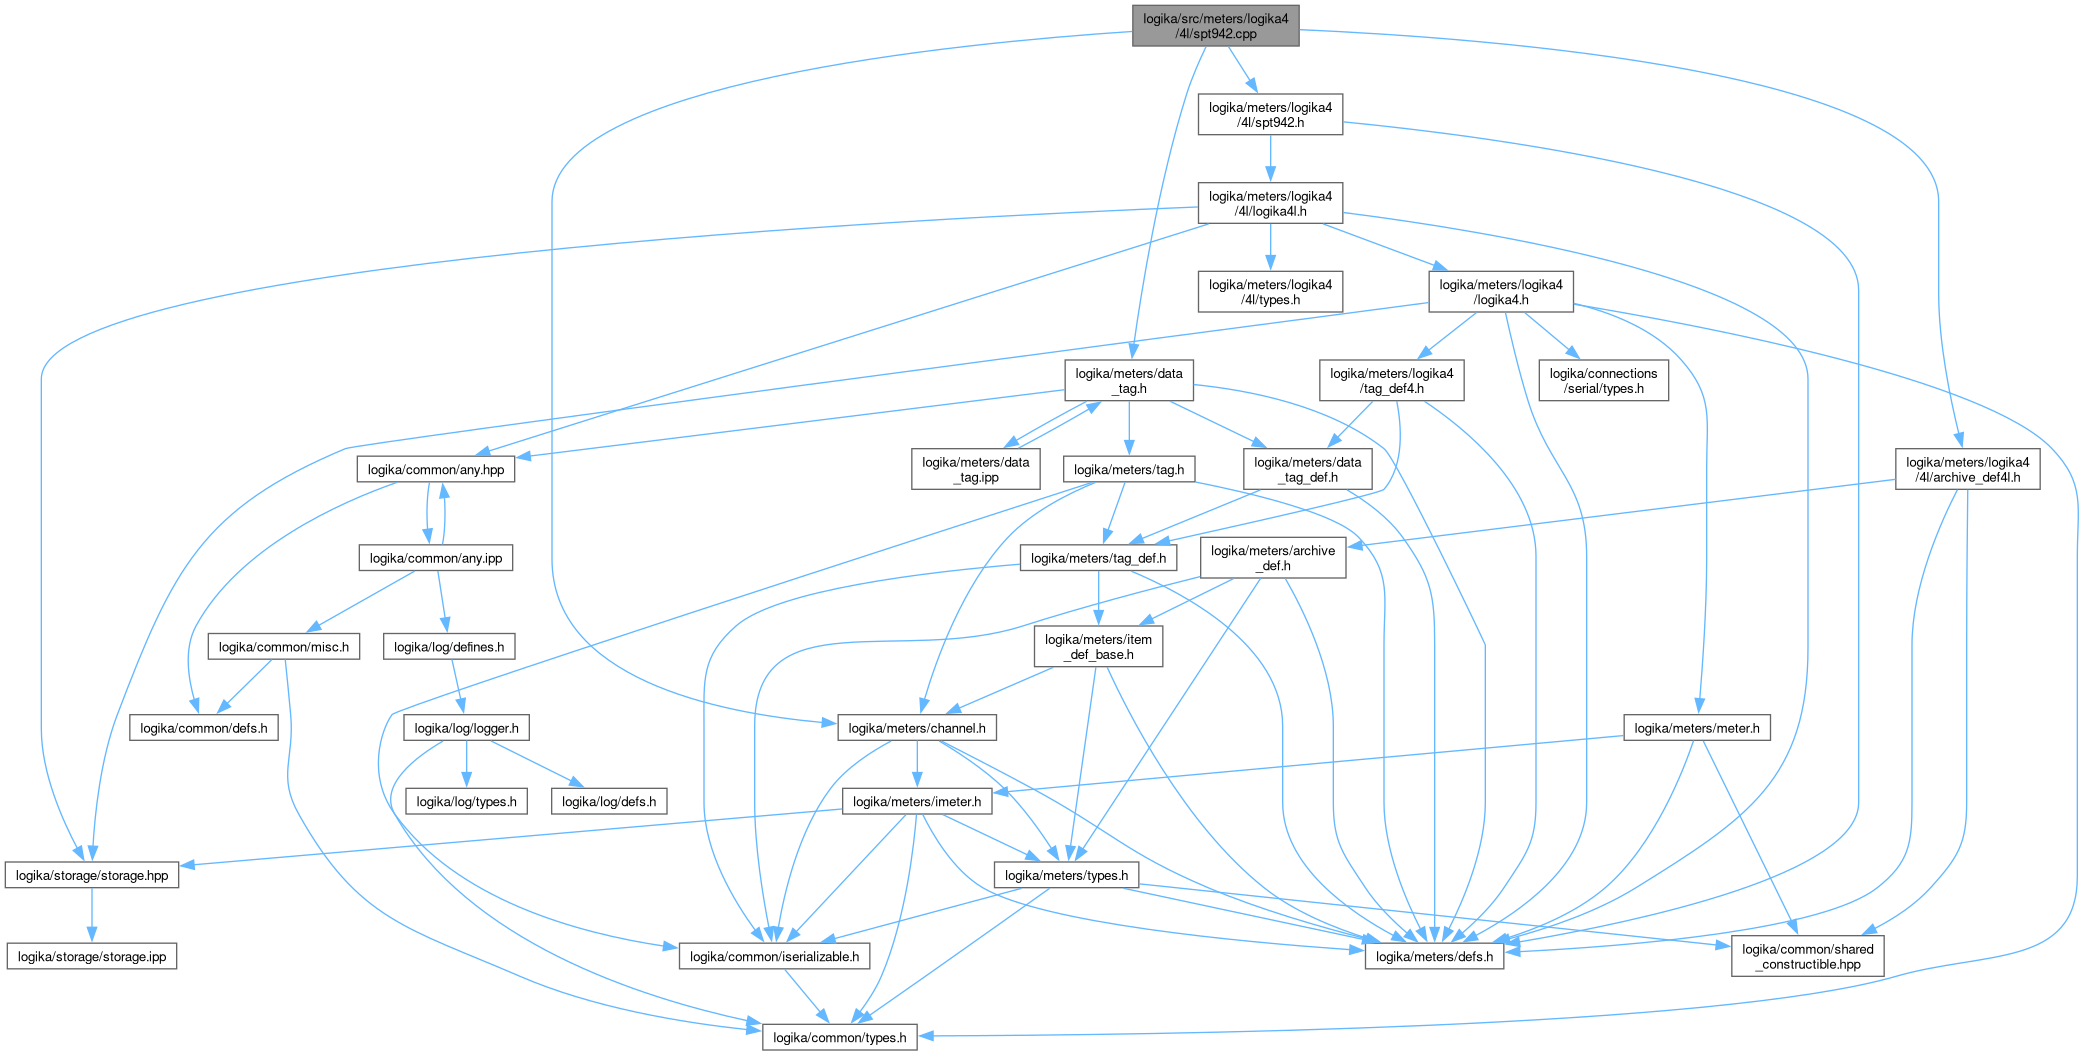 logika/src/meters/logika4
/4l/spt942.cpp
logika/meters/logika4
/4l/spt942.h
logika/meters/logika4
/4l/logika4l.h
logika/meters/logika4
/4l/types.h
logika/meters/logika4
/logika4.h
logika/meters/data
_tag.h
logika/meters/logika4
/tag_def4.h
logika/connections
/serial/types.h
logika/common/any.hpp
logika/meters/data
_tag.ipp
logika/meters/tag.h
logika/meters/data
_tag_def.h
logika/meters/logika4
/4l/archive_def4l.h
logika/common/any.ipp
logika/meters/tag_def.h
logika/meters/archive
_def.h
logika/common/misc.h
logika/log/defines.h
logika/meters/item
_def_base.h
logika/common/defs.h
logika/log/logger.h
logika/meters/channel.h
logika/meters/meter.h
logika/log/types.h
logika/log/defs.h
logika/meters/imeter.h
logika/storage/storage.hpp
logika/meters/types.h
logika/storage/storage.ipp
logika/common/iserializable.h
logika/meters/defs.h
logika/common/shared
_constructible.hpp
logika/common/types.h